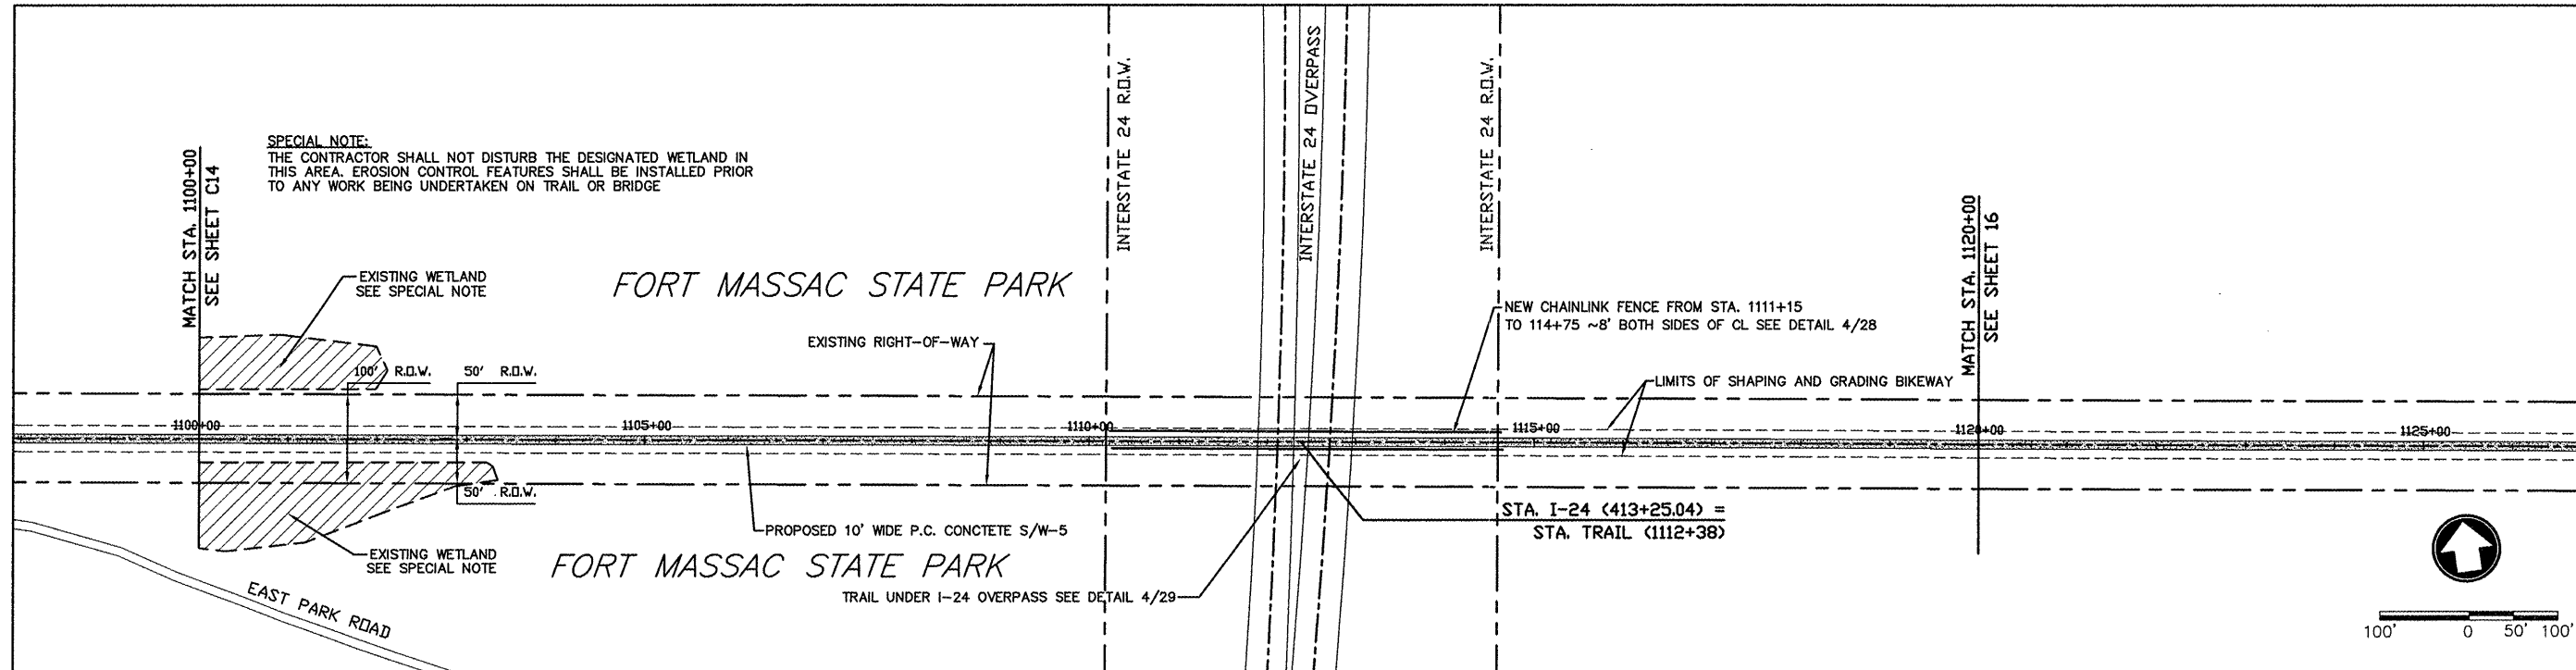 SPECIAL NOTE:
THE CONTRACTOR SHALL NOT DISTURB THE DESIGNATED WETLAND IN
THIS AREA. EROSION CONTROL FEATURES SHALL BE INSTALLED PRIOR
TO ANY WORK BEING UNDERTAKEN ON TRAIL OR BRIDGE
MATCH STA. 1100+00
SEE SHEET C14
EXISTING WETLAND
SEE SPECIAL NOTE
FORT MASSAC STATE PARK
INTERSTATE 24 R.O.W.
INTERSTATE 24 OVERPASS
INTERSTATE 24 R.O.W.
MATCH STA. 1120+00
SEE SHEET 16
NEW CHAINLINK FENCE FROM STA. 1111+15
TO 114+75 ~8' BOTH SIDES OF CL SEE DETAIL 4/28
EXISTING RIGHT-OF-WAY
100' R.O.W.
50' R.O.W.
LIMITS OF SHAPING AND GRADING BIKEWAY
1100+00
1105+00
1110+00
1115+00
1120+00
1125+00
50' R.O.W.
STA. I-24 (413+25.04) =
STA. TRAIL (1112+38)
PROPOSED 10' WIDE P.C. CONCTETE S/W-5
EXISTING WETLAND
SEE SPECIAL NOTE
FORT MASSAC STATE PARK
TRAIL UNDER I-24 OVERPASS SEE DETAIL 4/29
EAST PARK ROAD
100' 0 50' 100'